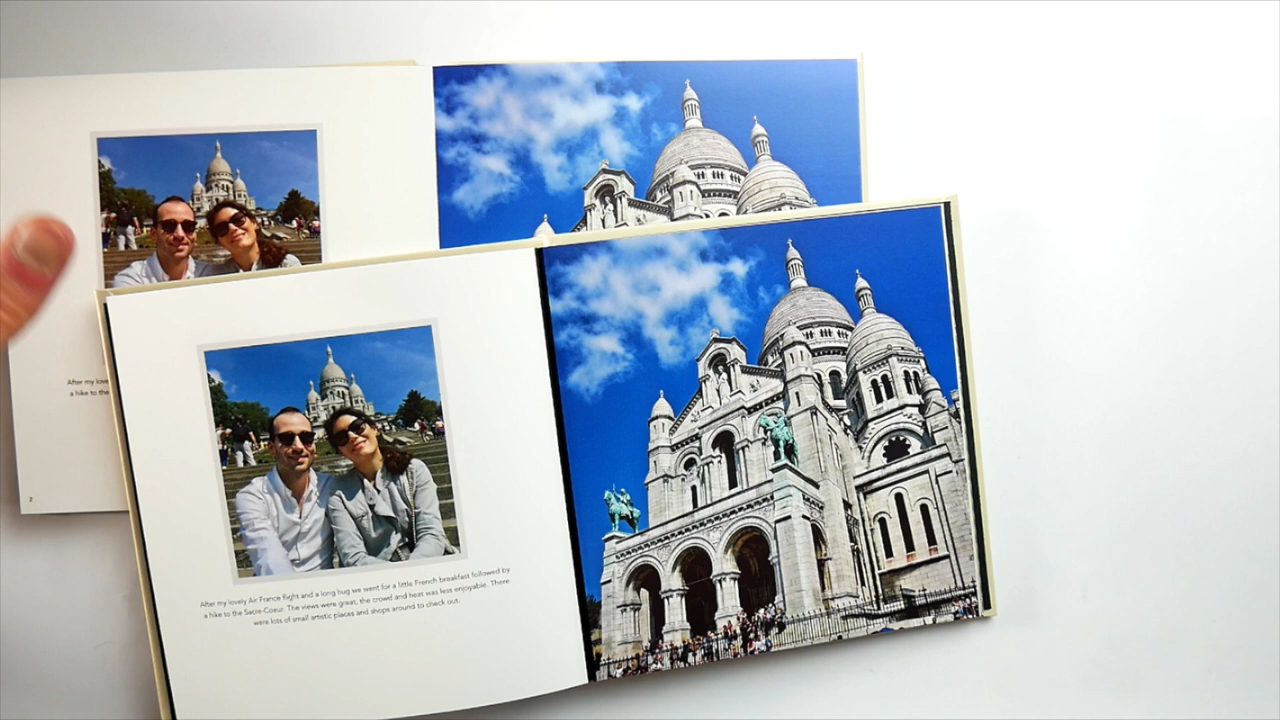 After my love
a hike to the
2
After my lovely Air France flight and a long hug we went for a little French breakfast followed by
a hike to the Sacre-Coeur. The views were great, the crowd and heat was less enjoyable. There
were lots of small artistic places and shops around to check out.